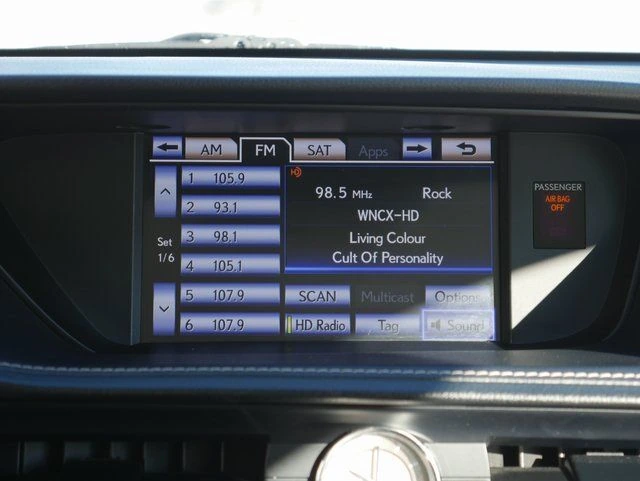 AM FM SAT Apps
1 105.9
2 93.1
3 98.1
4 105.1
5 107.9
6 107.9
Set
1/6
98.5 MHz Rock
WNCX-HD
Living Colour
Cult Of Personality
SCAN Multicast Options
HD Radio Tag Sound
PASSENGER
AIR BAG
OFF